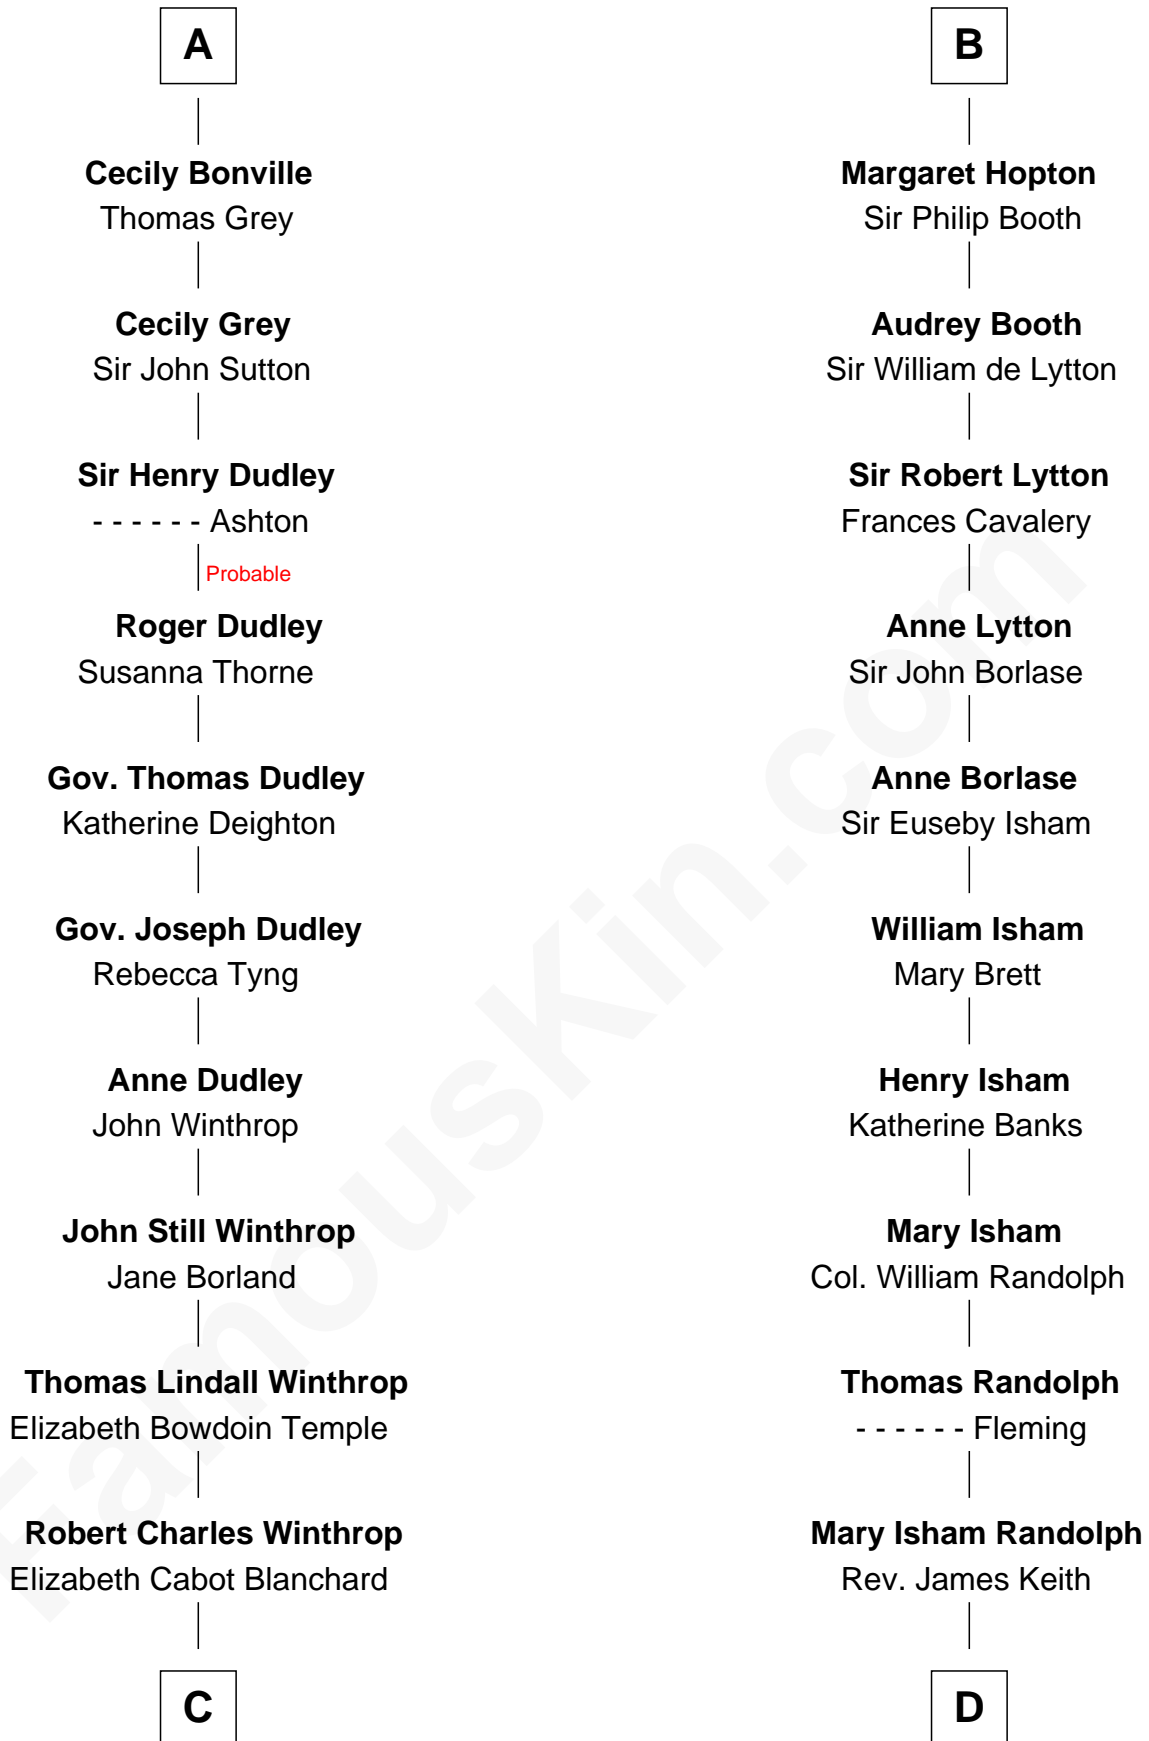 A
Cecily Bonville
Thomas Grey
Cecily Grey
Sir John Sutton
Sir Henry Dudley
- - - - - - Ashton
Probable
Roger Dudley
Susanna Thorne
Gov. Thomas Dudley
Katherine Deighton
Gov. Joseph Dudley
Rebecca Tyng
Anne Dudley
John Winthrop
John Still Winthrop
Jane Borland
Thomas Lindall Winthrop
Elizabeth Bowdoin Temple
Robert Charles Winthrop
Elizabeth Cabot Blanchard
C
B
Margaret Hopton
Sir Philip Booth
Audrey Booth
Sir William de Lytton
Sir Robert Lytton
Frances Cavalery
Anne Lytton
Sir John Borlase
Anne Borlase
Sir Euseby Isham
William Isham
Mary Brett
Henry Isham
Katherine Banks
Mary Isham
Col. William Randolph
Thomas Randolph
- - - - - - Fleming
Mary Isham Randolph
Rev. James Keith
D
FamousKin.com